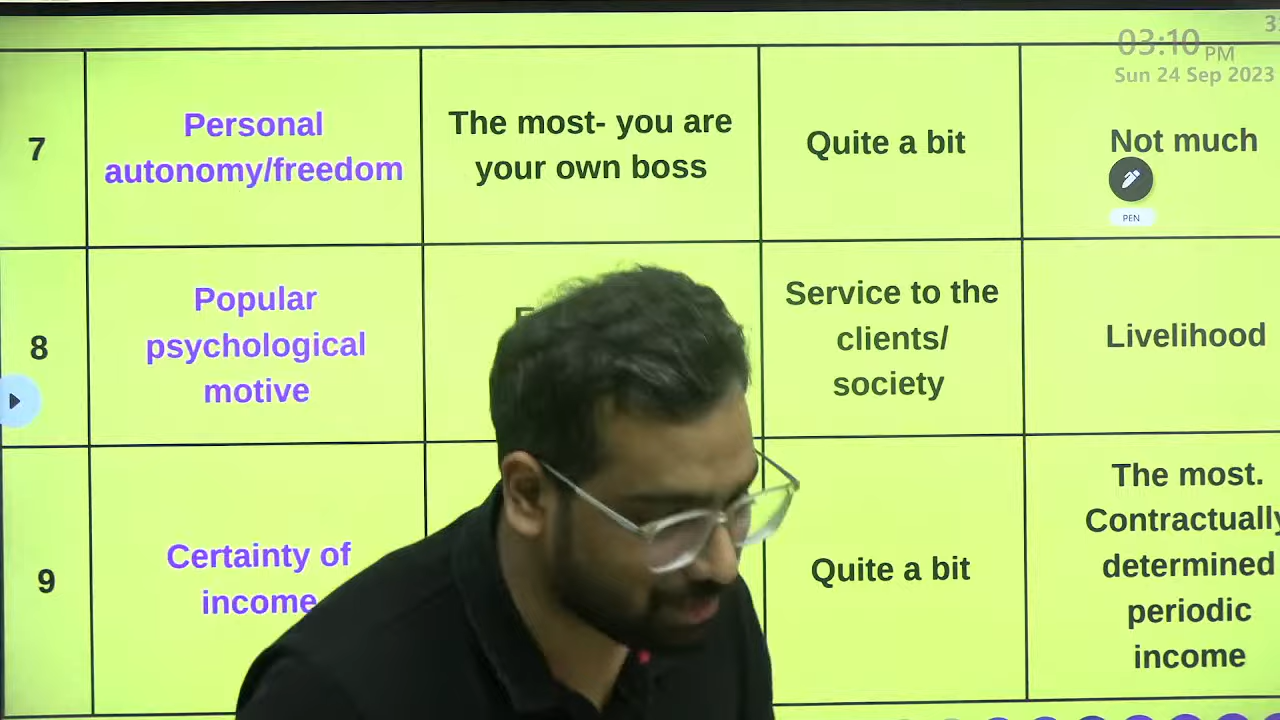 03:10 PM
Sun 24 Sep 2023
7
Personal
autonomy/freedom
The most- you are
your own boss
Quite a bit
Not much
PEN
8
Popular
psychological
motive
Service to the
clients/
society
Livelihood
9
Certainty of
income
Quite a bit
The most.
Contractually
determined
periodic
income